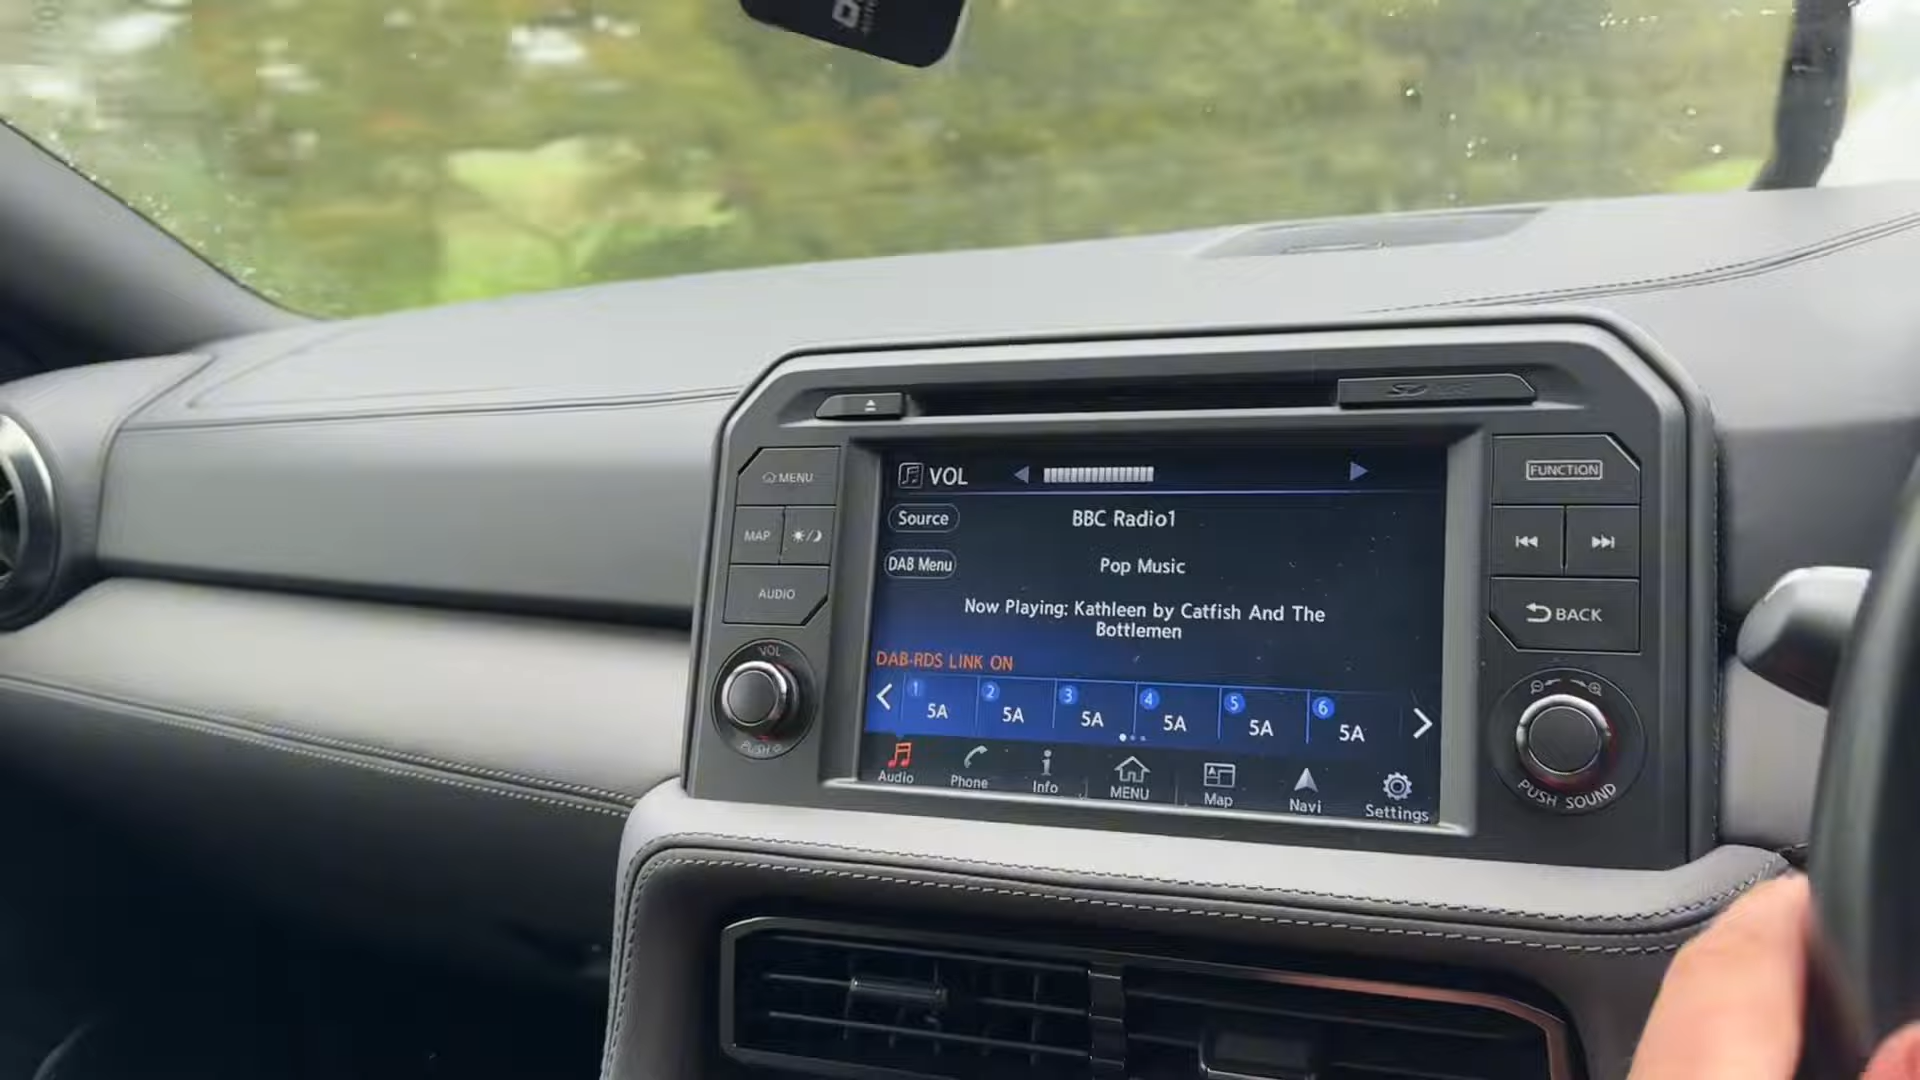 MENU
MAP
AUDIO
VOL
PUSH
VOL
Source
BBC Radio1
DAB Menu
Pop Music
Now Playing: Kathleen by Catfish And The
Bottlemen
DAB-RDS LINK ON
1 2 3 4 5 6
5A 5A 5A 5A 5A 5A
Audio Phone Info MENU Map Navi Settings
FUNCTION
BACK
PUSH SOUND